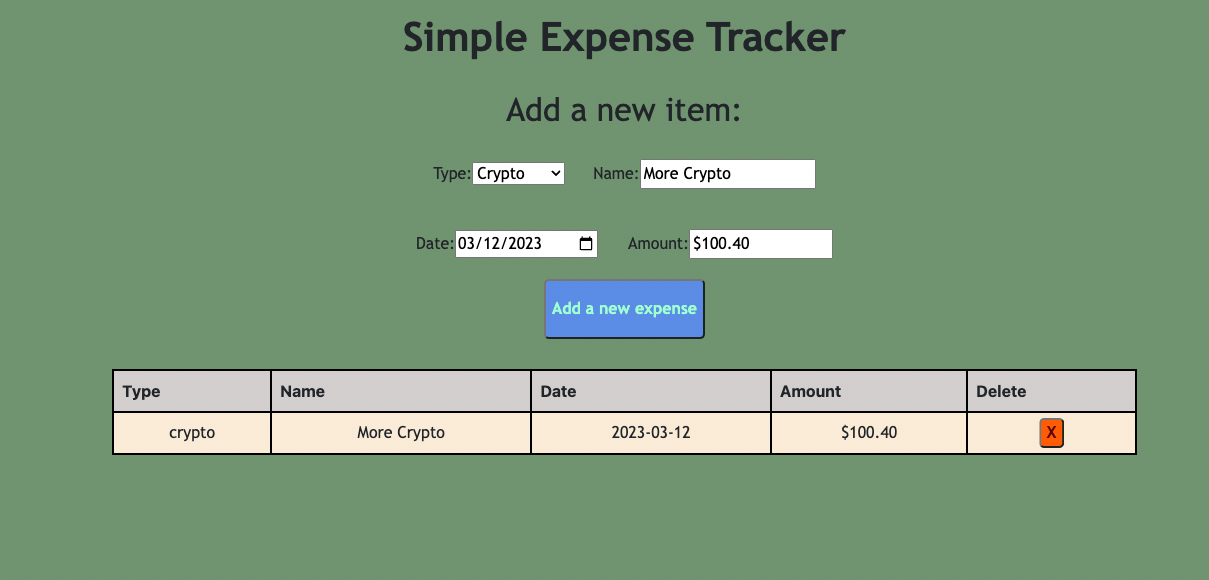 Simple Expense Tracker
Add a new item:
Type: Crypto Name: More Crypto
Date: 03/12/2023 Amount: $100.40
Add a new expense
Type Name Date Amount Delete
crypto More Crypto 2023-03-12 $100.40 X